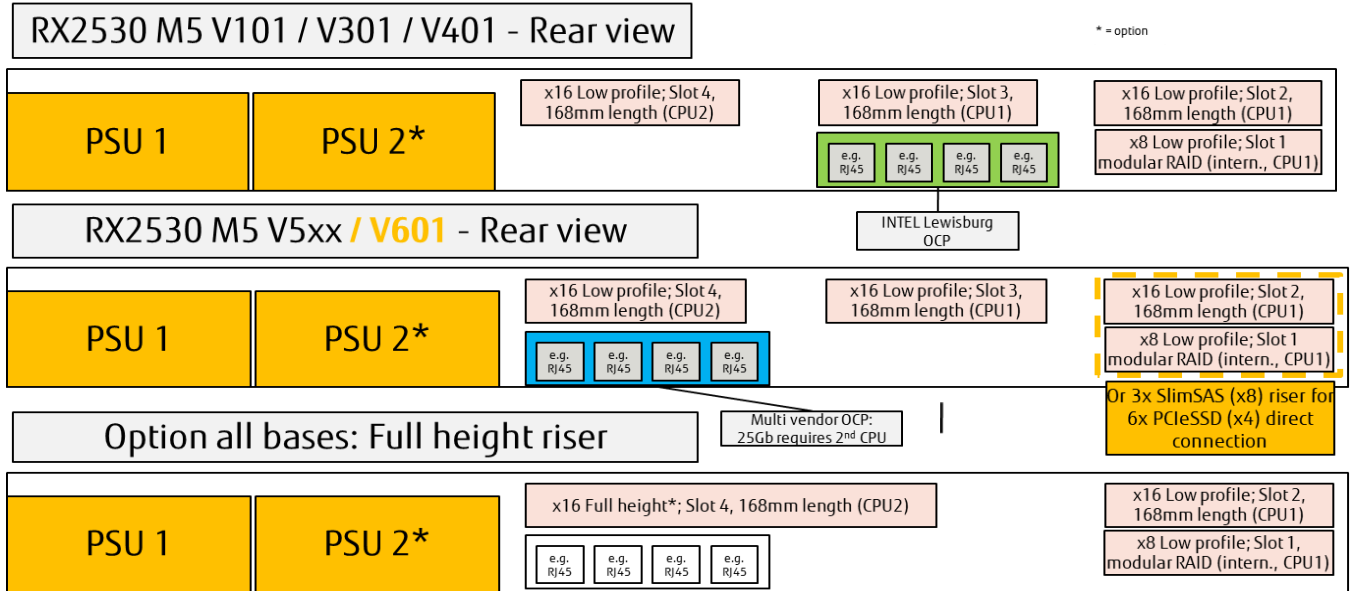 RX2530 M5 V101 / V301 / V401 - Rear view
* = option
PSU 1
PSU 2*
x16 Low profile; Slot 4,
168mm length (CPU2)
x16 Low profile; Slot 3,
168mm length (CPU1)
x16 Low profile; Slot 2,
168mm length (CPU1)
x8 Low profile; Slot 1
modular RAID (intern., CPU1)
e.g.
RJ45
e.g.
RJ45
e.g.
RJ45
e.g.
RJ45
INTEL Lewisburg
OCP
RX2530 M5 V5xx / V601 - Rear view
PSU 1
PSU 2*
x16 Low profile; Slot 4,
168mm length (CPU2)
x16 Low profile; Slot 3,
168mm length (CPU1)
x16 Low profile; Slot 2,
168mm length (CPU1)
x8 Low profile; Slot 1
modular RAID (intern., CPU1)
e.g.
RJ45
e.g.
RJ45
e.g.
RJ45
e.g.
RJ45
Or 3x SlimSAS (x8) riser for
6x PCIeSSD (x4) direct
connection
Multi vendor OCP:
25Gb requires 2nd CPU
Option all bases: Full height riser
PSU 1
PSU 2*
x16 Full height*; Slot 4, 168mm length (CPU2)
x16 Low profile; Slot 2,
168mm length (CPU1)
x8 Low profile; Slot 1,
modular RAID (intern., CPU1)
e.g.
RJ45
e.g.
RJ45
e.g.
RJ45
e.g.
RJ45